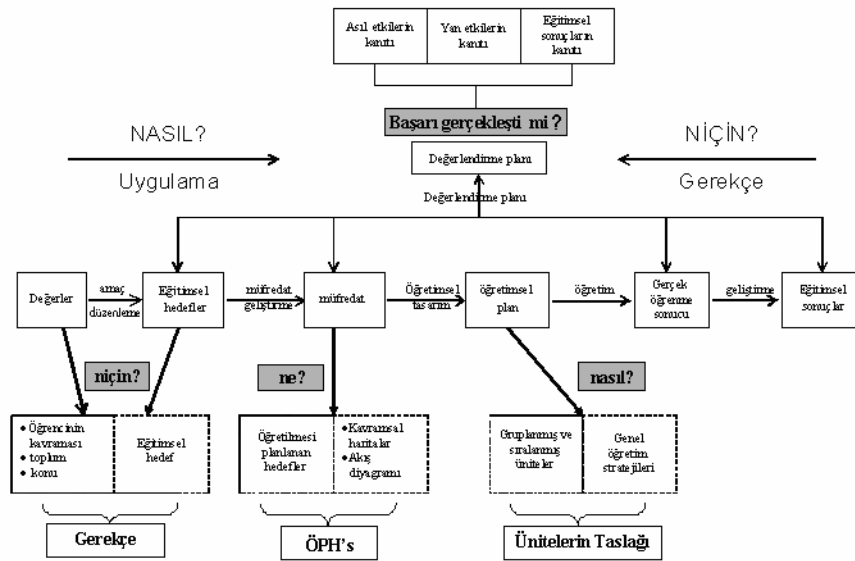 Asıl etkilerin
kanıtı
Yan etkilerin
kanıtı
Eğitimsel
sonuçların
kanıtı
Başarı gerçekleşti mi?
NASIL?
Uygulama
NİÇİN?
Gerekçe
Değerlendirme planı
Değerlendirme planı
Değerler
amaç
düzenleme
Eğitimsel
hedefler
müfredat
geliştirme
müfredat
Öğretimsel
tasarım
öğretimsel
plan
öğretim
Gerçek
öğrenme
sonucu
geliştirme
Eğitimsel
sonuçlar
niçin?
ne?
nasıl?
• Öğrencinin
kavraması
• toplum
• konu
Eğitimsel
hedef
Öğretilmesi
planlanan
hedefler
• Kavramsal
haritalar
• Akış
diyagramı
Gruplanmış ve
sıralanmış
üniteler
Genel
öğretim
stratejileri
Gerekçe
ÖPH's
Ünitelerin Taslağı